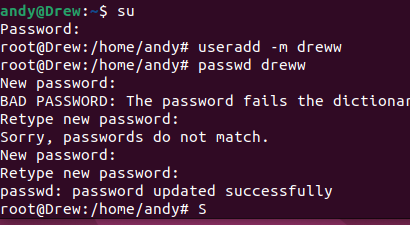 andy@Drew:~$ su
Password:
root@Drew:/home/andy# useradd -m dreww
root@Drew:/home/andy# passwd dreww
New password:
BAD PASSWORD: The password fails the dictionar
Retype new password:
Sorry, passwords do not match.
New password:
Retype new password:
passwd: password updated successfully
root@Drew:/home/andy# S